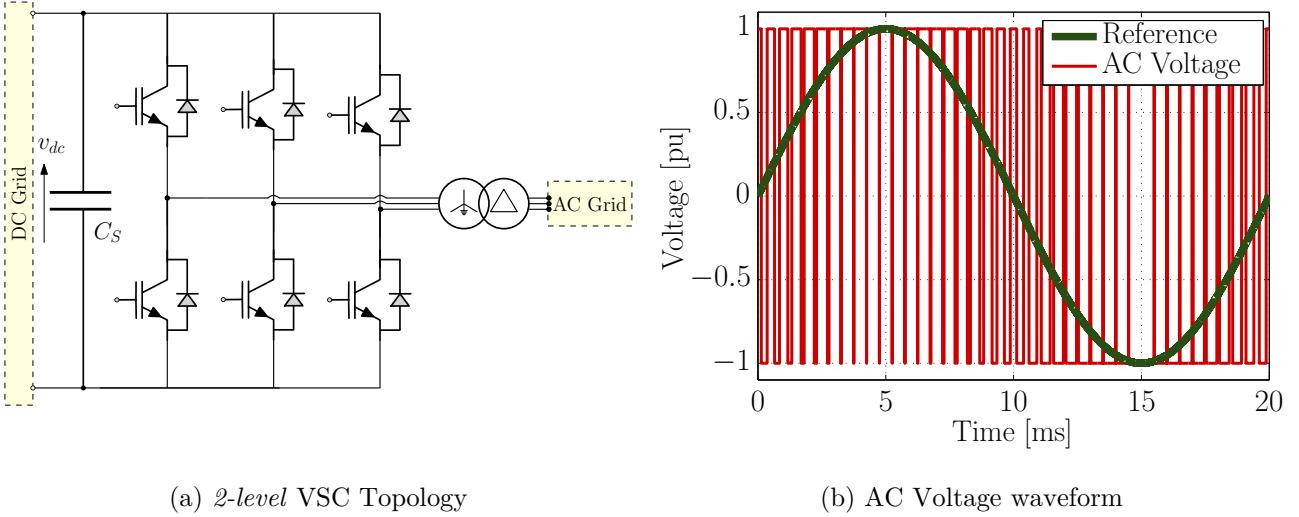 DC Grid
v_dc
C_S
AC Grid
(a) 2-level VSC Topology
Voltage [pu]
1
0.5
0
−0.5
−1
Reference
AC Voltage
0 5 10 15 20
Time [ms]
(b) AC Voltage waveform